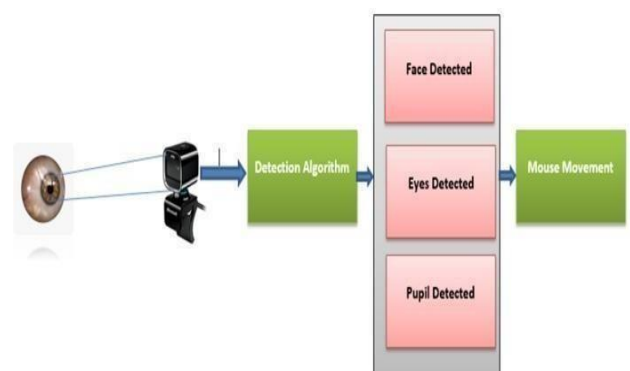 Face Detected
Detection Algorithm
Eyes Detected
Mouse Movement
Pupil Detected